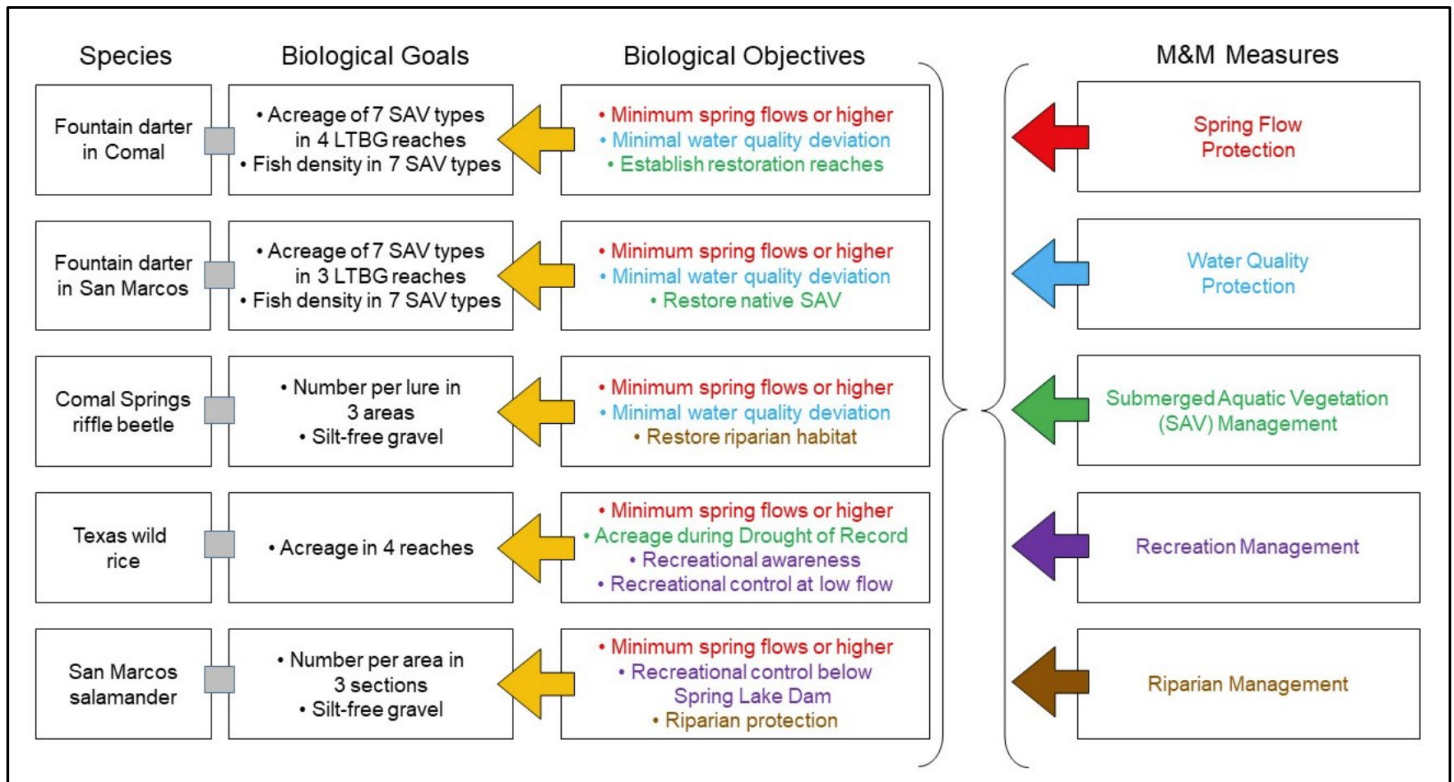 Species
Biological Goals
Biological Objectives
M&M Measures
Fountain darter
in Comal
• Acreage of 7 SAV types
in 4 LTBG reaches
• Fish density in 7 SAV types
• Minimum spring flows or higher
• Minimal water quality deviation
• Establish restoration reaches
Spring Flow
Protection
Fountain darter
in San Marcos
• Acreage of 7 SAV types
in 3 LTBG reaches
• Fish density in 7 SAV types
• Minimum spring flows or higher
• Minimal water quality deviation
• Restore native SAV
Water Quality
Protection
Comal Springs
riffle beetle
• Number per lure in
3 areas
• Silt-free gravel
• Minimum spring flows or higher
• Minimal water quality deviation
• Restore riparian habitat
Submerged Aquatic Vegetation
(SAV) Management
Texas wild
rice
• Acreage in 4 reaches
• Minimum spring flows or higher
• Acreage during Drought of Record
• Recreational awareness
• Recreational control at low flow
Recreation Management
San Marcos
salamander
• Number per area in
3 sections
• Silt-free gravel
• Minimum spring flows or higher
• Recreational control below
Spring Lake Dam
• Riparian protection
Riparian Management